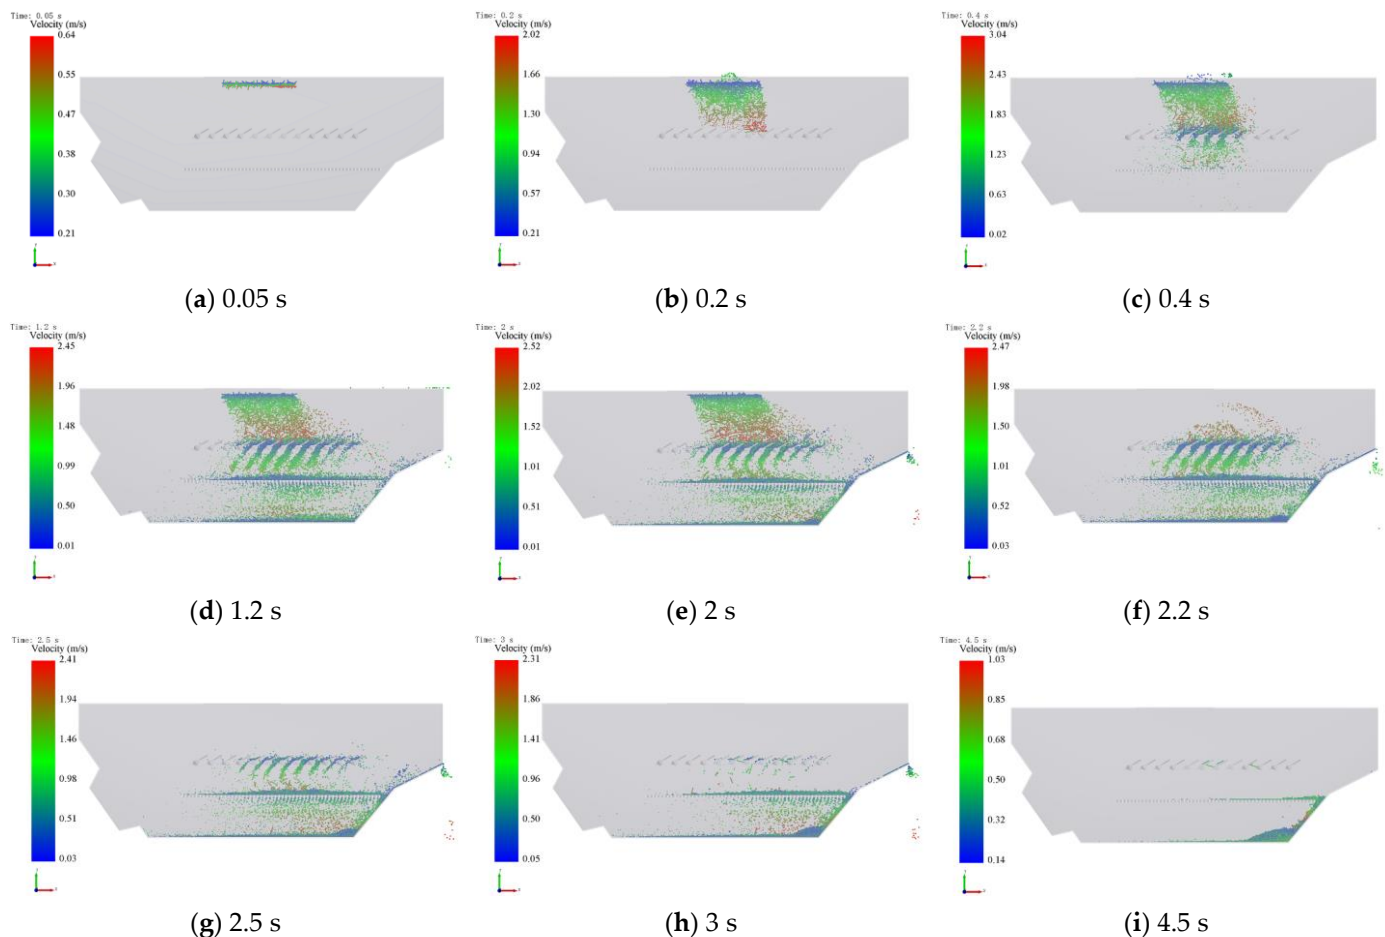 Time: 0.05 s
Velocity (m/s)
0.64
0.55
0.47
0.38
0.30
0.21
(a) 0.05 s
Time: 0.2 s
Velocity (m/s)
2.02
1.66
1.30
0.94
0.57
0.21
(b) 0.2 s
Time: 0.4 s
Velocity (m/s)
3.04
2.43
1.83
1.23
0.63
0.02
(c) 0.4 s
Time: 1.2 s
Velocity (m/s)
2.45
1.96
1.48
0.99
0.50
0.01
(d) 1.2 s
Time: 2 s
Velocity (m/s)
2.52
2.02
1.51
1.01
0.51
0.01
(e) 2 s
Time: 2.2 s
Velocity (m/s)
2.47
1.98
1.50
1.01
0.52
0.03
(f) 2.2 s
Time: 2.5 s
Velocity (m/s)
2.41
1.94
1.46
0.98
0.51
0.03
(g) 2.5 s
Time: 3 s
Velocity (m/s)
2.31
1.86
1.41
0.96
0.50
0.05
(h) 3 s
Time: 4.5 s
Velocity (m/s)
1.03
0.85
0.68
0.50
0.32
0.14
(i) 4.5 s